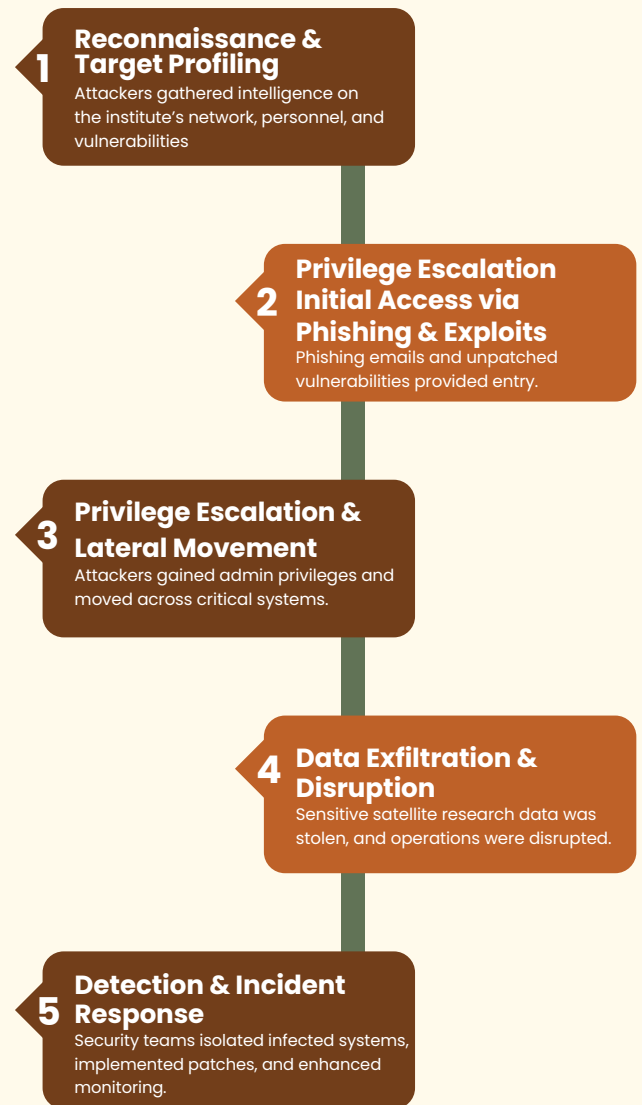 1
Reconnaissance &
Target Profiling
Attackers gathered intelligence on
the institute's network, personnel, and
vulnerabilities
2
Privilege Escalation
Initial Access via
Phishing & Exploits
Phishing emails and unpatched
vulnerabilities provided entry.
3
Privilege Escalation &
Lateral Movement
Attackers gained admin privileges and
moved across critical systems.
4
Data Exfiltration &
Disruption
Sensitive satellite research data was
stolen, and operations were disrupted.
5
Detection & Incident
Response
Security teams isolated infected systems,
implemented patches, and enhanced
monitoring.